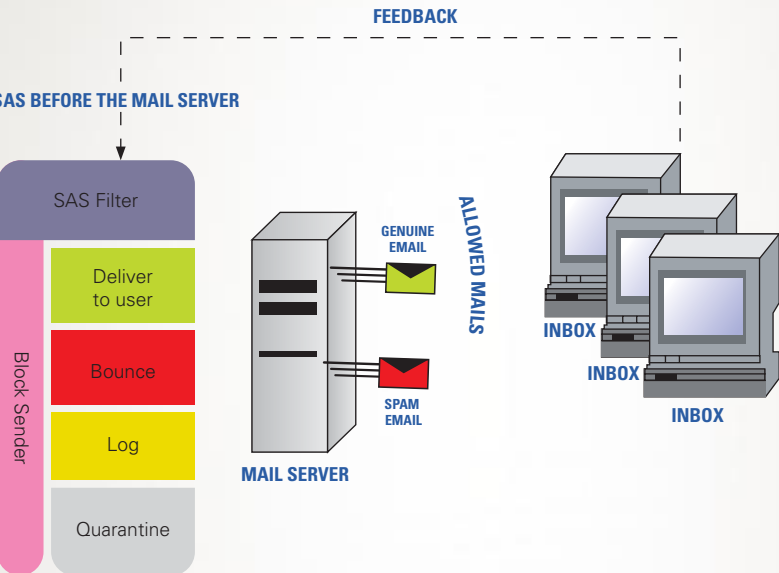 FEEDBACK
SAS BEFORE THE MAIL SERVER
SAS Filter
Block Sender
Deliver
to user
Bounce
Log
Quarantine
MAIL SERVER
GENUINE
EMAIL
SPAM
EMAIL
ALLOWED MAILS
INBOX
INBOX
INBOX